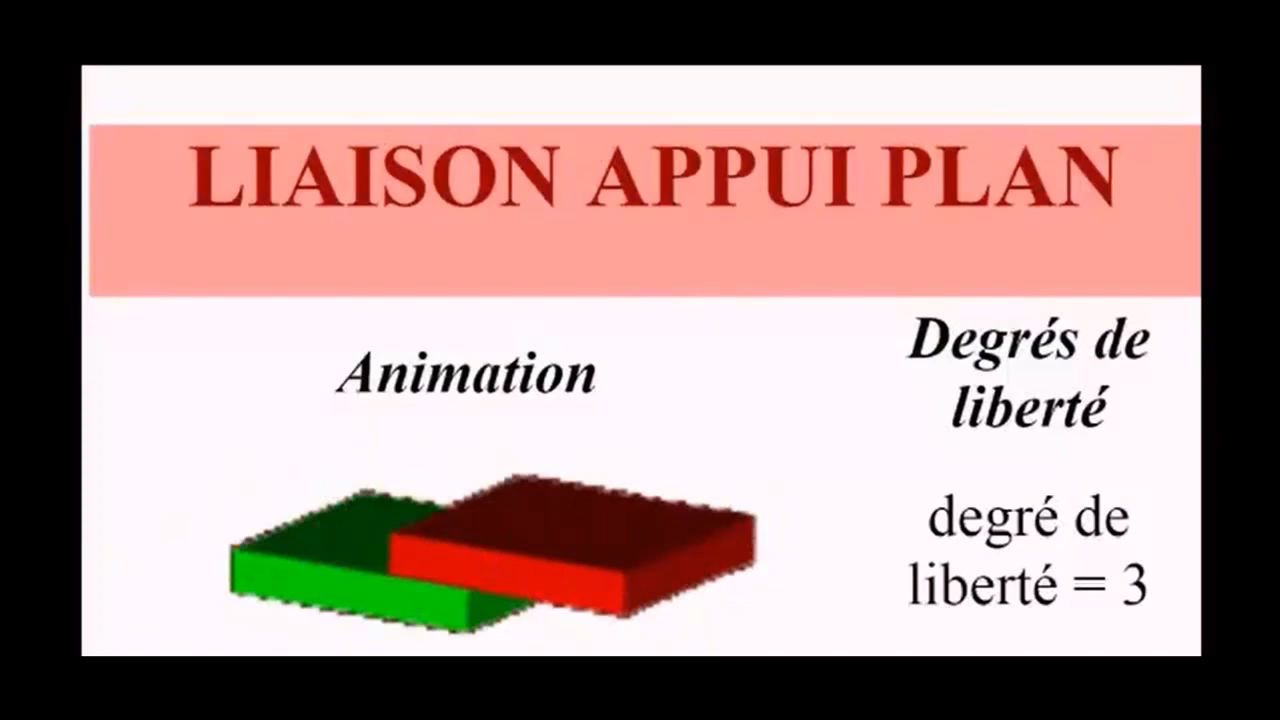 LIAISON APPUI PLAN
Animation
Degrés de
liberté
degré de
liberté = 3